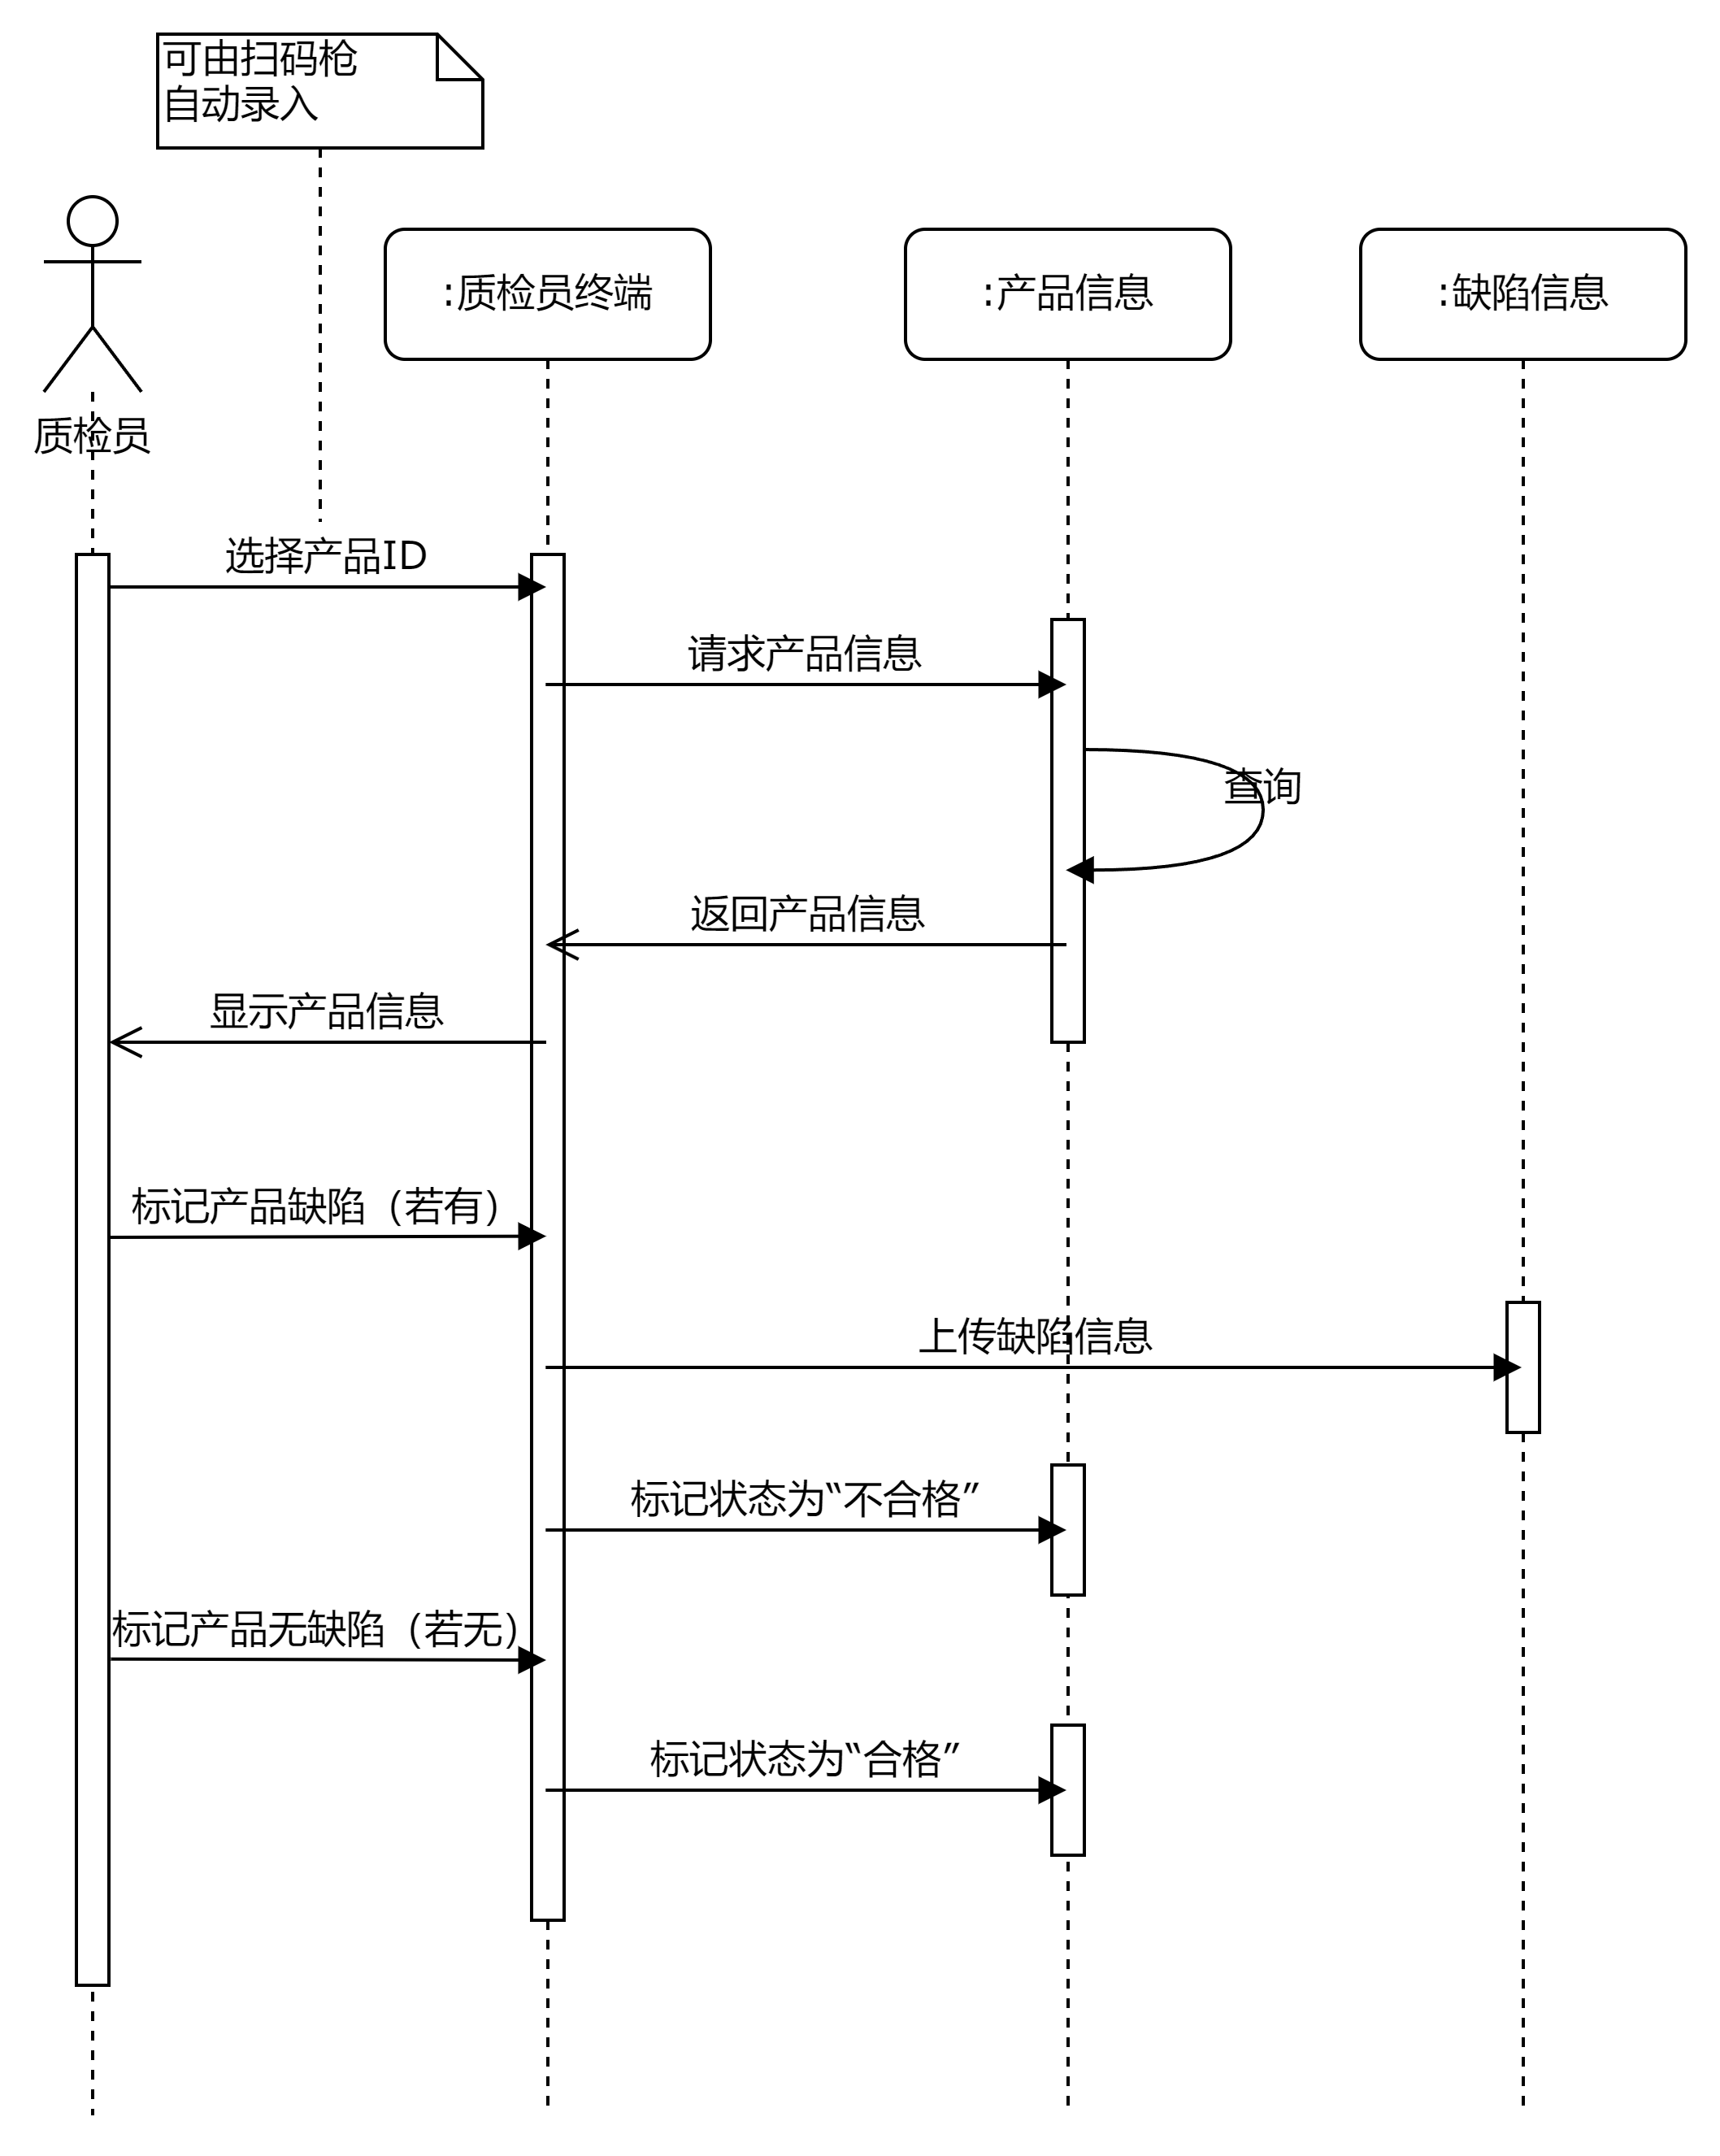 可由扫码枪
自动录入
:质检员终端
:产品信息
:缺陷信息
质检员
选择产品ID
请求产品信息
查询
返回产品信息
显示产品信息
标记产品缺陷（若有）
上传缺陷信息
标记状态为“不合格”
标记产品无缺陷（若无）
标记状态为“合格”